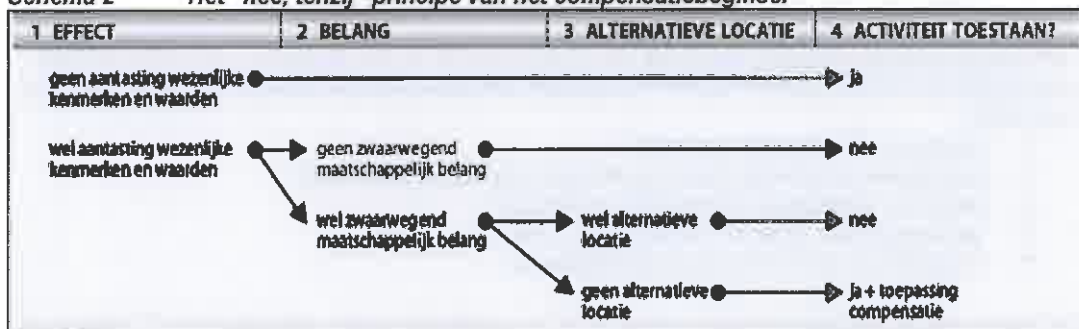 Schema 2 Het "nee, tenzij" principe van het compensatiebeginsel
1 EFFECT 2 BELANG 3 ALTERNATIEVE LOCATIE 4 ACTIVITEIT TOESTAAN?
geen aantasting wezenlijke
kenmerken en waarden
ja
wel aantasting wezenlijke
kenmerken en waarden
geen zwaarwegend
maatschappelijk belang
nee
wel zwaarwegend
maatschappelijk belang
wel alternatieve
locatie
nee
geen alternatieve
locatie
ja + toepassing
compensatie